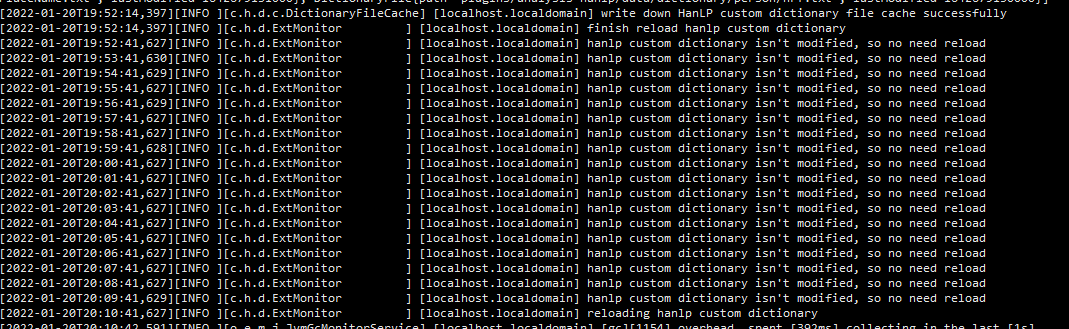 [2022-01-20T19:52:14,397][INFO ][c.h.d.c.DictionaryFileCache] [localhost.localdomain] write down HanLP custom dictionary file cache successfully
[2022-01-20T19:52:14,397][INFO ][c.h.d.ExtMonitor         ] [localhost.localdomain] finish reload hanlp custom dictionary
[2022-01-20T19:52:41,627][INFO ][c.h.d.ExtMonitor         ] [localhost.localdomain] hanlp custom dictionary isn't modified, so no need reload
[2022-01-20T19:53:41,630][INFO ][c.h.d.ExtMonitor         ] [localhost.localdomain] hanlp custom dictionary isn't modified, so no need reload
[2022-01-20T19:54:41,629][INFO ][c.h.d.ExtMonitor         ] [localhost.localdomain] hanlp custom dictionary isn't modified, so no need reload
[2022-01-20T19:55:41,627][INFO ][c.h.d.ExtMonitor         ] [localhost.localdomain] hanlp custom dictionary isn't modified, so no need reload
[2022-01-20T19:56:41,629][INFO ][c.h.d.ExtMonitor         ] [localhost.localdomain] hanlp custom dictionary isn't modified, so no need reload
[2022-01-20T19:57:41,627][INFO ][c.h.d.ExtMonitor         ] [localhost.localdomain] hanlp custom dictionary isn't modified, so no need reload
[2022-01-20T19:58:41,627][INFO ][c.h.d.ExtMonitor         ] [localhost.localdomain] hanlp custom dictionary isn't modified, so no need reload
[2022-01-20T19:59:41,628][INFO ][c.h.d.ExtMonitor         ] [localhost.localdomain] hanlp custom dictionary isn't modified, so no need reload
[2022-01-20T20:00:41,627][INFO ][c.h.d.ExtMonitor         ] [localhost.localdomain] hanlp custom dictionary isn't modified, so no need reload
[2022-01-20T20:01:41,627][INFO ][c.h.d.ExtMonitor         ] [localhost.localdomain] hanlp custom dictionary isn't modified, so no need reload
[2022-01-20T20:02:41,627][INFO ][c.h.d.ExtMonitor         ] [localhost.localdomain] hanlp custom dictionary isn't modified, so no need reload
[2022-01-20T20:03:41,627][INFO ][c.h.d.ExtMonitor         ] [localhost.localdomain] hanlp custom dictionary isn't modified, so no need reload
[2022-01-20T20:04:41,627][INFO ][c.h.d.ExtMonitor         ] [localhost.localdomain] hanlp custom dictionary isn't modified, so no need reload
[2022-01-20T20:05:41,627][INFO ][c.h.d.ExtMonitor         ] [localhost.localdomain] hanlp custom dictionary isn't modified, so no need reload
[2022-01-20T20:06:41,627][INFO ][c.h.d.ExtMonitor         ] [localhost.localdomain] hanlp custom dictionary isn't modified, so no need reload
[2022-01-20T20:07:41,627][INFO ][c.h.d.ExtMonitor         ] [localhost.localdomain] hanlp custom dictionary isn't modified, so no need reload
[2022-01-20T20:08:41,627][INFO ][c.h.d.ExtMonitor         ] [localhost.localdomain] hanlp custom dictionary isn't modified, so no need reload
[2022-01-20T20:09:41,629][INFO ][c.h.d.ExtMonitor         ] [localhost.localdomain] hanlp custom dictionary isn't modified, so no need reload
[2022-01-20T20:10:41,627][INFO ][c.h.d.ExtMonitor         ] [localhost.localdomain] reloading hanlp custom dictionary
[2022-01-20T20:10:42,591][INFO ][o.e.m.j.JvmGcMonitorService] [localhost.localdomain] [gc][1154] overhead, spent [392ms] collecting in the last [1s]